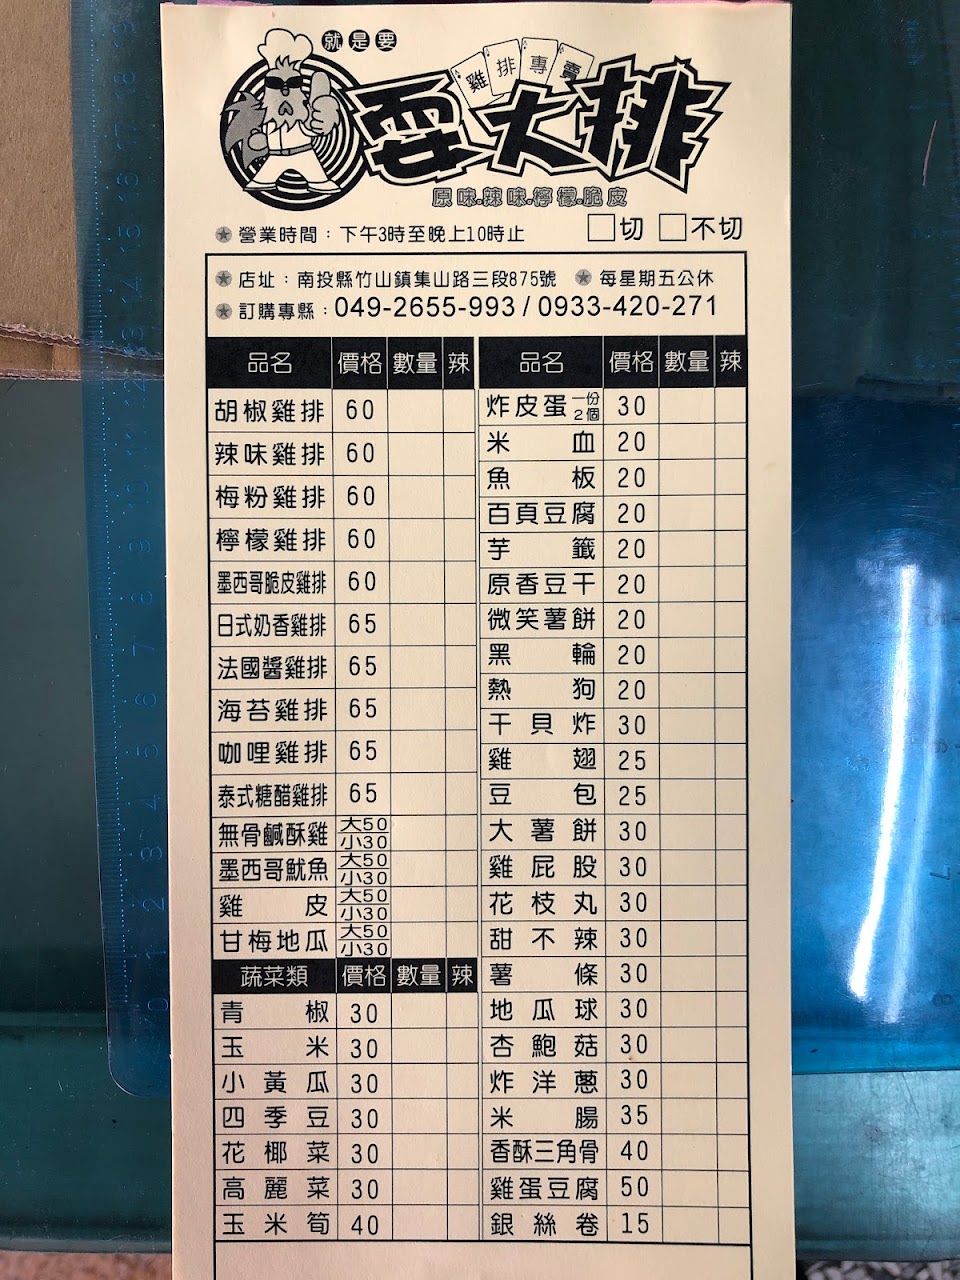 就是要
雞排專賣
耍大排
原味.辣味.檸檬.脆皮
營業時間：下午3時至晚上10時止 □切 □不切
店址：南投縣竹山鎮集山路三段875號 每星期五公休
訂購專縣：049-2655-993 / 0933-420-271
品名 價格 數量 辣
胡椒雞排 60
辣味雞排 60
梅粉雞排 60
檸檬雞排 60
墨西哥脆皮雞排 60
日式奶香雞排 65
法國醬雞排 65
海苔雞排 65
咖哩雞排 65
泰式糖醋雞排 65
無骨鹹酥雞 大50 小30
墨西哥魷魚 大50 小30
雞皮 大50 小30
甘梅地瓜 大50 小30
蔬菜類 價格 數量 辣
青椒 30
玉米 30
小黃瓜 30
四季豆 30
花椰菜 30
高麗菜 30
玉米筍 40
品名 價格 數量 辣
炸皮蛋 一份2個 30
米血 20
魚板 20
百頁豆腐 20
芋籤 20
原香豆干 20
微笑薯餅 20
黑輪 20
熱狗 20
干貝炸 30
雞翅 25
豆包 25
大薯餅 30
雞屁股 30
花枝丸 30
甜不辣 30
薯條 30
地瓜球 30
杏鮑菇 30
炸洋蔥 30
米腸 35
香酥三角骨 40
雞蛋豆腐 50
銀絲卷 15